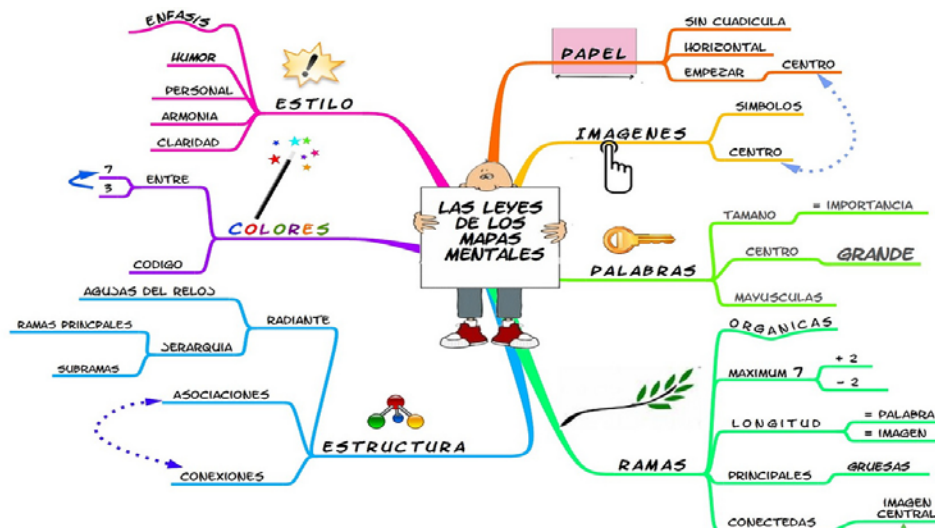 LAS LEYES
DE LOS
MAPAS
MENTALES
PAPEL
SIN CUADICULA
HORIZONTAL
EMPEZAR
CENTRO
IMAGENES
SIMBOLOS
CENTRO
PALABRAS
TAMANO
= IMPORTANCIA
CENTRO
GRANDE
MAYUSCULAS
RAMAS
ORGANICAS
MAXIMUM 7
+ 2
- 2
LONGITUD
= PALABRA
= IMAGEN
PRINCIPALES
GRUESAS
CONECTADAS
IMAGEN
CENTRAL
ESTRUCTURA
RADIANTE
AGUJAS DEL RELOJ
JERARQUIA
RAMAS PRINCPALES
SUBRAMAS
ASOCIACIONES
CONEXIONES
COLORES
ENTRE
7
3
CODIGO
ESTILO
ENFASIS
HUMOR
PERSONAL
ARMONIA
CLARIDAD